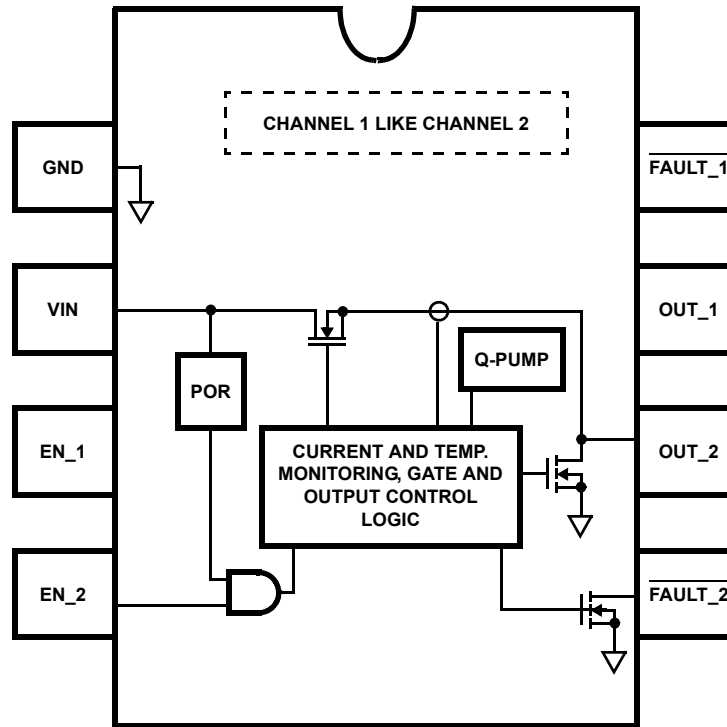 CHANNEL 1 LIKE CHANNEL 2
GND
FAULT_1
VIN
OUT_1
Q-PUMP
POR
EN_1
CURRENT AND TEMP.
MONITORING, GATE AND
OUTPUT CONTROL
LOGIC
OUT_2
EN_2
FAULT_2